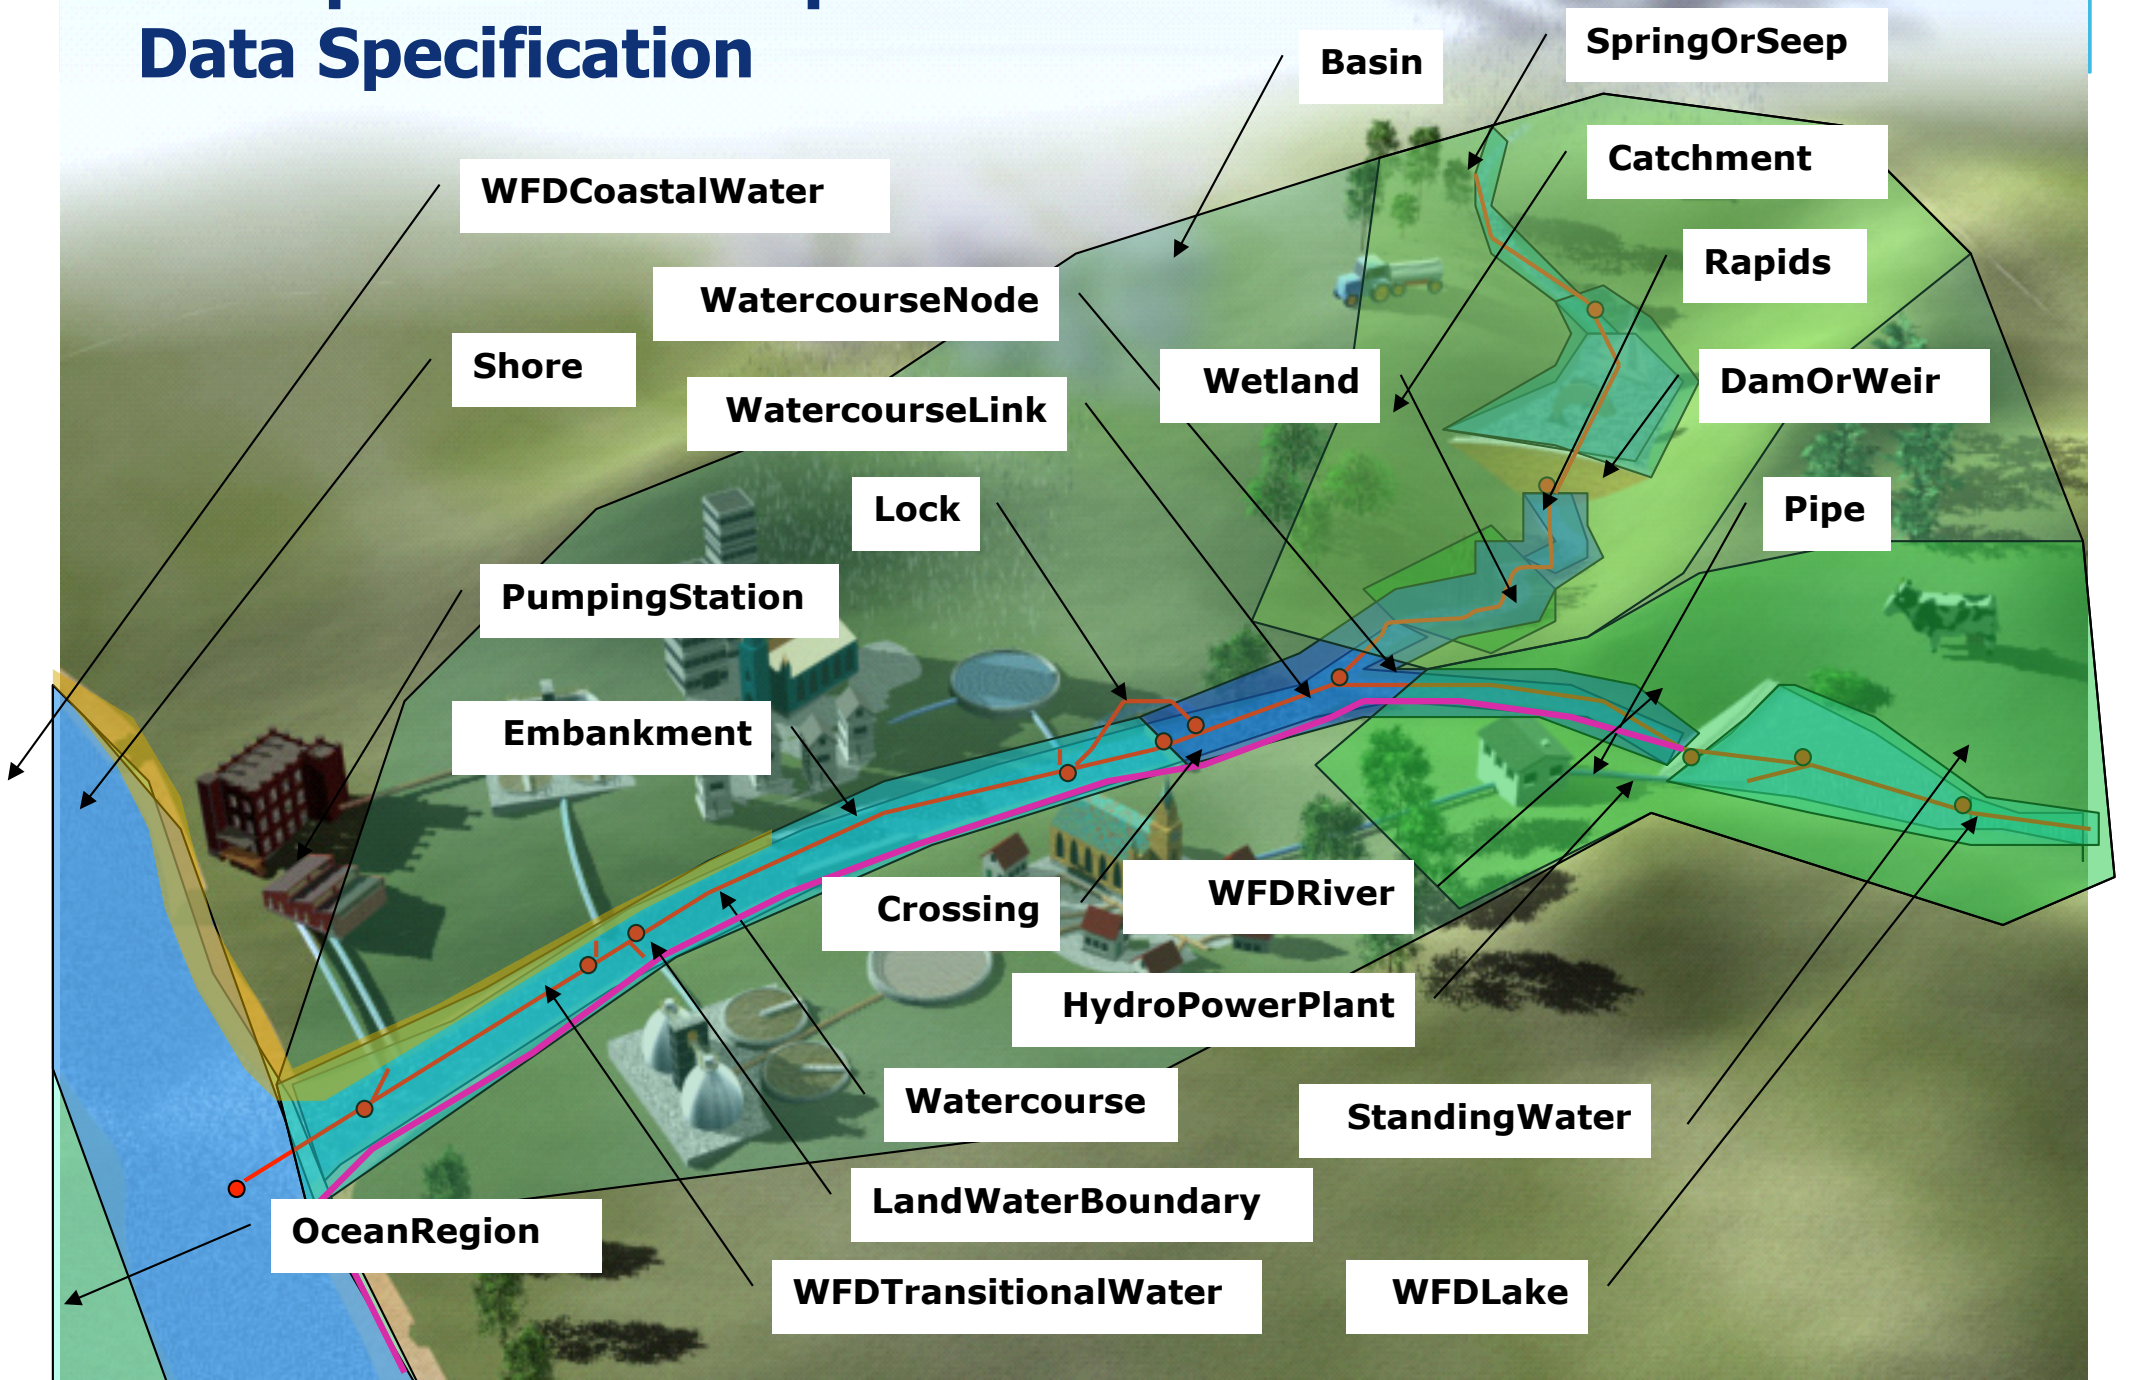 Data Specification
SpringOrSeep
Basin
Catchment
WFDCoastalWater
Rapids
WatercourseNode
Shore
Wetland
DamOrWeir
WatercourseLink
Lock
Pipe
PumpingStation
Embankment
WFDRiver
Crossing
HydroPowerPlant
Watercourse
StandingWater
LandWaterBoundary
OceanRegion
WFDTransitionalWater
WFDLake